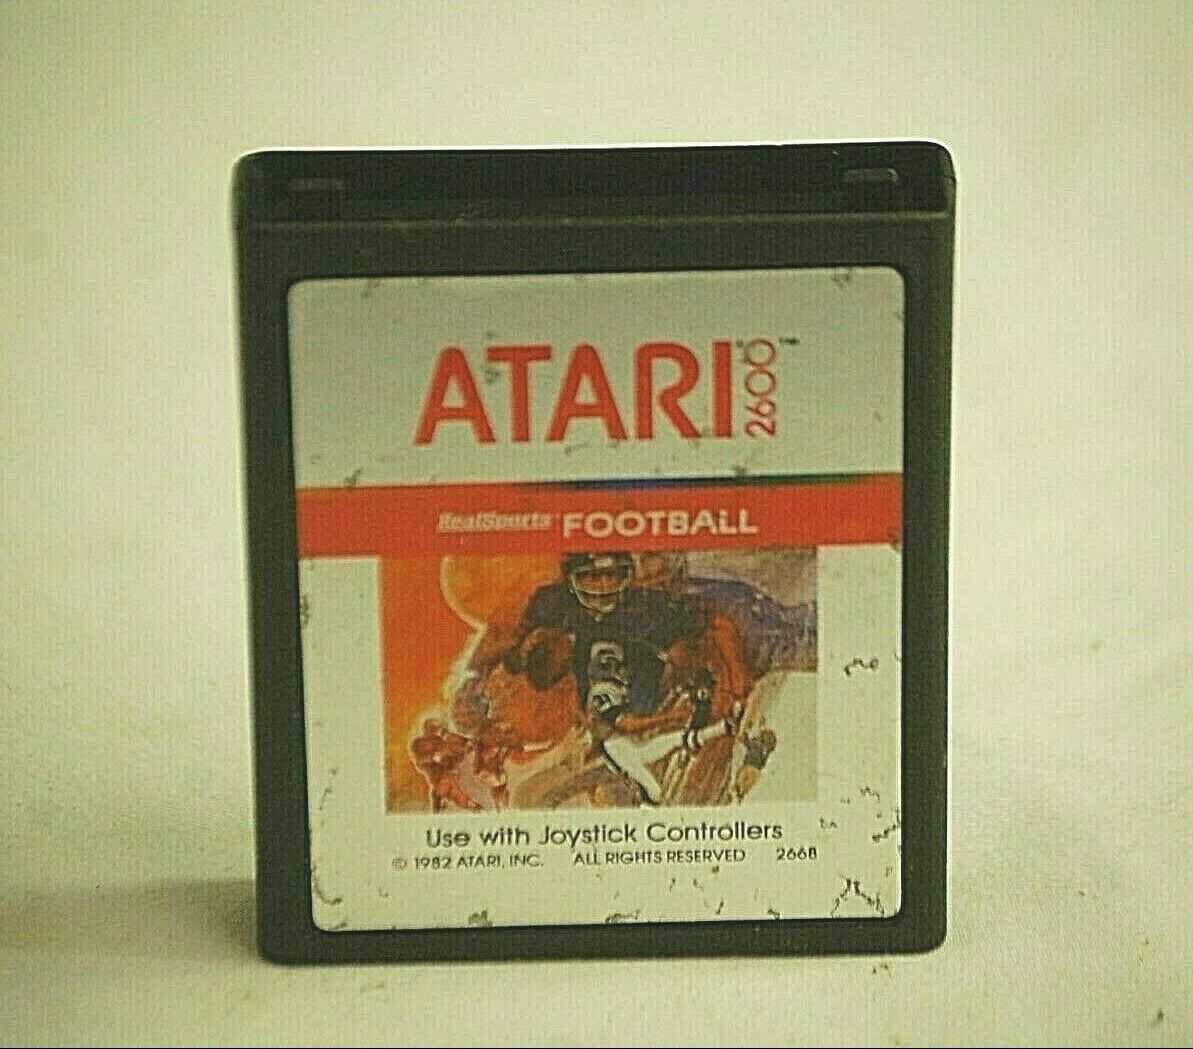 ATARI 2600
RealSports FOOTBALL
Use with Joystick Controllers
© 1982 ATARI, INC. ALL RIGHTS RESERVED 2668